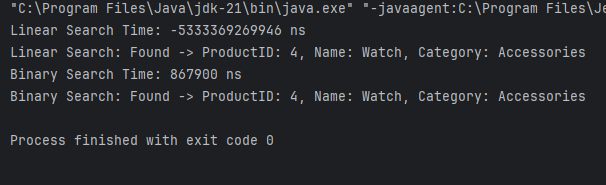 "C:\Program Files\Java\jdk-21\bin\java.exe" "-javaagent:C:\Program Files\Je
Linear Search Time: -5333369269946 ns
Linear Search: Found -> ProductID: 4, Name: Watch, Category: Accessories
Binary Search Time: 867900 ns
Binary Search: Found -> ProductID: 4, Name: Watch, Category: Accessories
Process finished with exit code 0